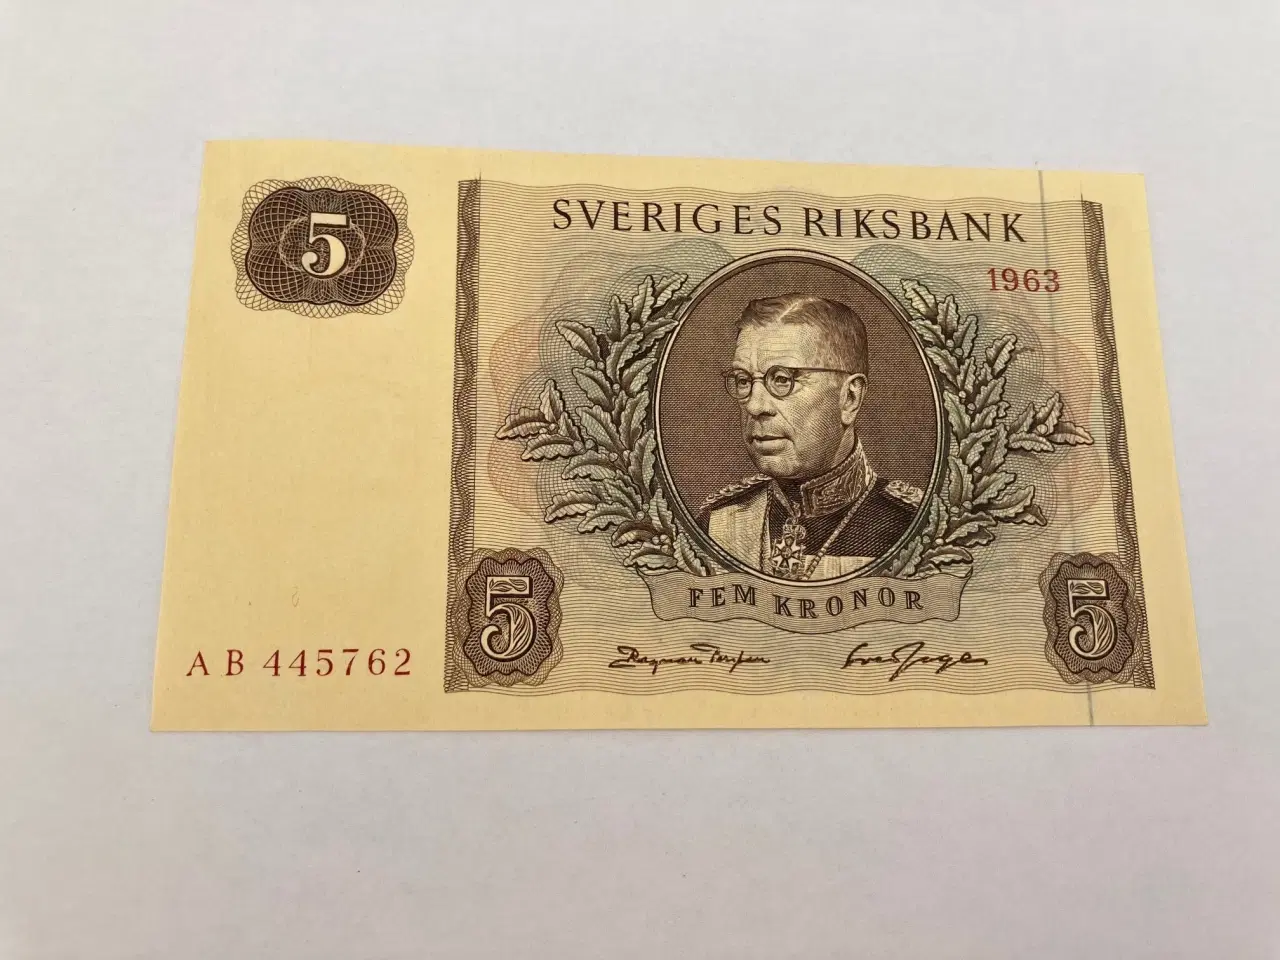 5
SVERIGES RIKSBANK
1963
FEM KRONOR
5
5
AB 445762